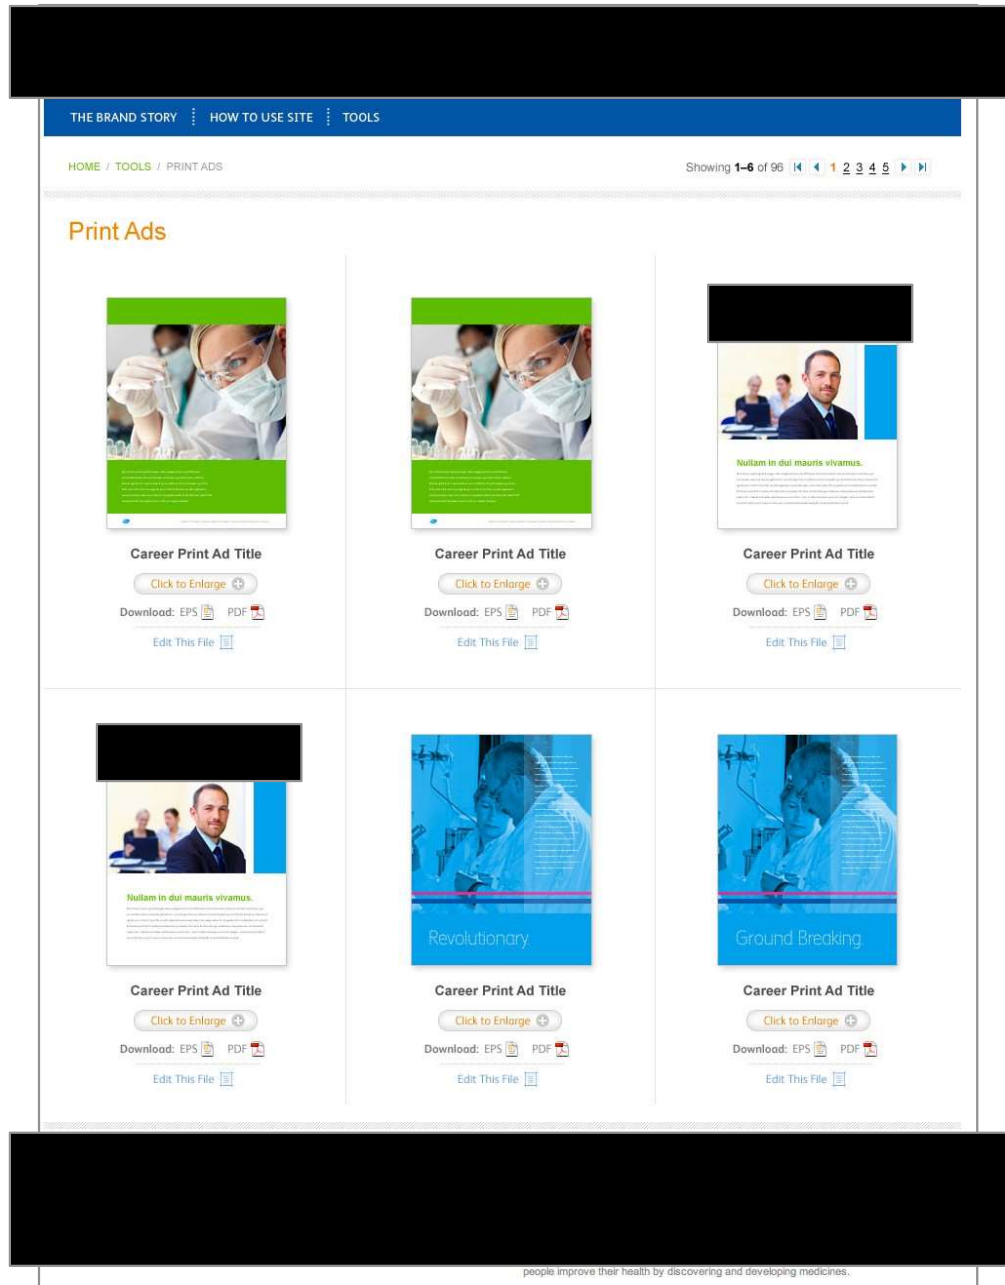 THE BRAND STORY HOW TO USE SITE TOOLS
HOME / TOOLS / PRINT ADS Showing 1–6 of 96 1 2 3 4 5
Print Ads
Nullam in dui mauris vivamus.
Career Print Ad Title Career Print Ad Title Career Print Ad Title
Click to Enlarge Click to Enlarge Click to Enlarge
Download: EPS PDF Download: EPS PDF Download: EPS PDF
Edit This File Edit This File Edit This File
Nullam in dui mauris vivamus.
Revolutionary. Ground Breaking.
Career Print Ad Title Career Print Ad Title Career Print Ad Title
Click to Enlarge Click to Enlarge Click to Enlarge
Download: EPS PDF Download: EPS PDF Download: EPS PDF
Edit This File Edit This File Edit This File
people improve their health by discovering and developing medicines.